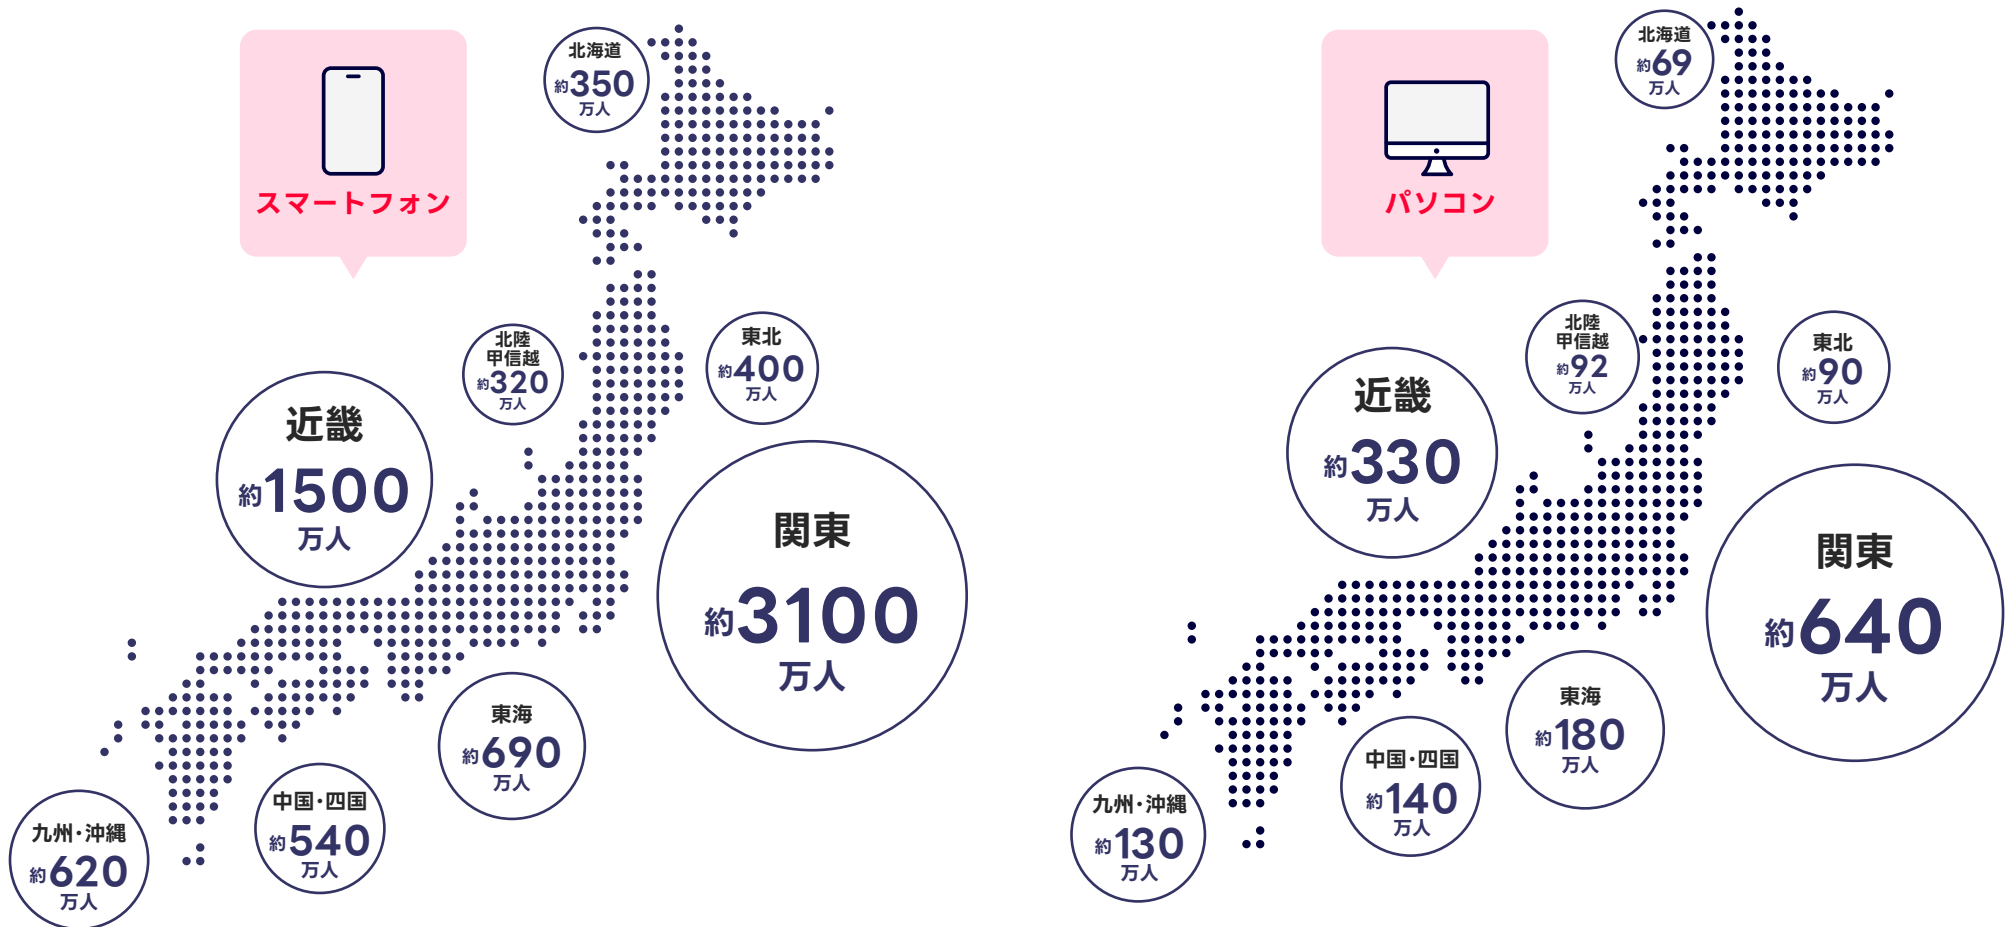 スマートフォン
北海道
約350
万人
北陸
甲信越
約320
万人
東北
約400
万人
近畿
約1500
万人
関東
約3100
万人
東海
約690
万人
中国・四国
約540
万人
九州・沖縄
約620
万人
パソコン
北海道
約69
万人
北陸
甲信越
約92
万人
東北
約90
万人
近畿
約330
万人
関東
約640
万人
東海
約180
万人
中国・四国
約140
万人
九州・沖縄
約130
万人